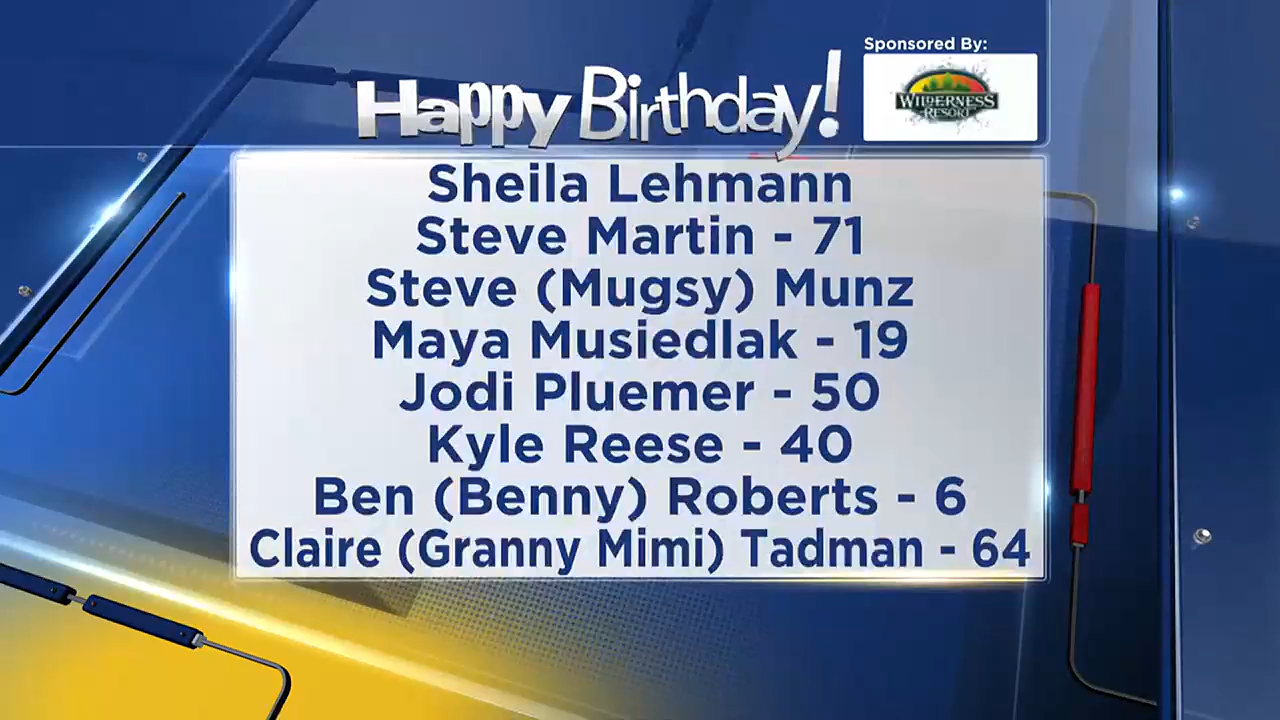 Sponsored By:
Happy Birthday!
WILDERNESS
RESORT
Sheila Lehmann
Steve Martin - 71
Steve (Mugsy) Munz
Maya Musiedlak - 19
Jodi Pluemer - 50
Kyle Reese - 40
Ben (Benny) Roberts - 6
Claire (Granny Mimi) Tadman - 64